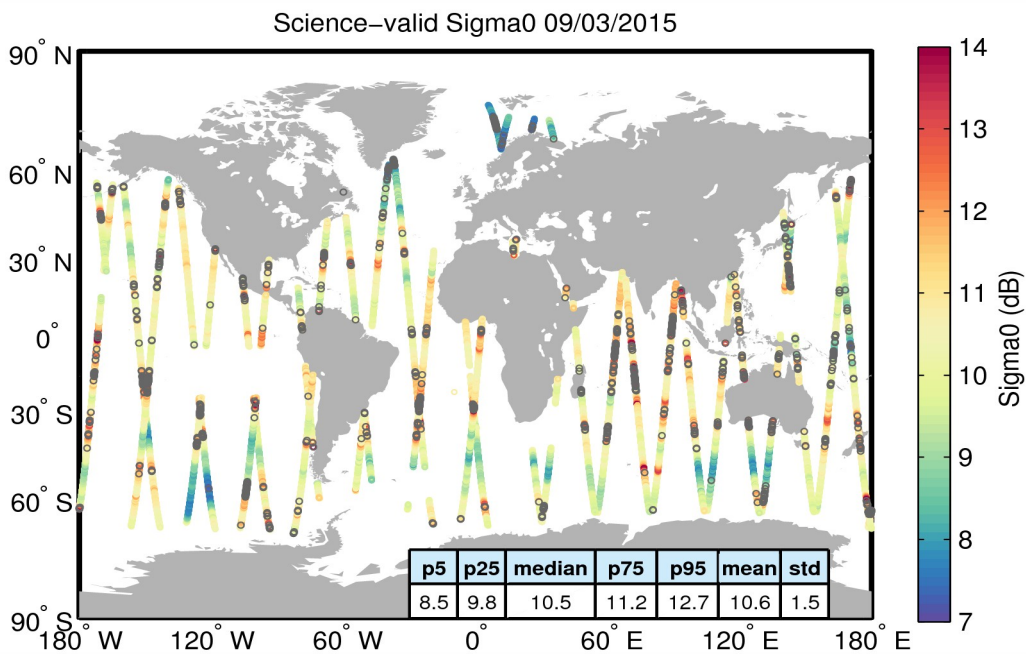 Science−valid Sigma0 09/03/2015
90° N
60° N
30° N
0°
30° S
60° S
90° S
180° W
120° W
60° W
0°
60° E
120° E
180° E
p5 p25 median p75 p95 mean std
8.5 9.8 10.5 11.2 12.7 10.6 1.5
14
13
12
11
10
9
8
7
Sigma0 (dB)